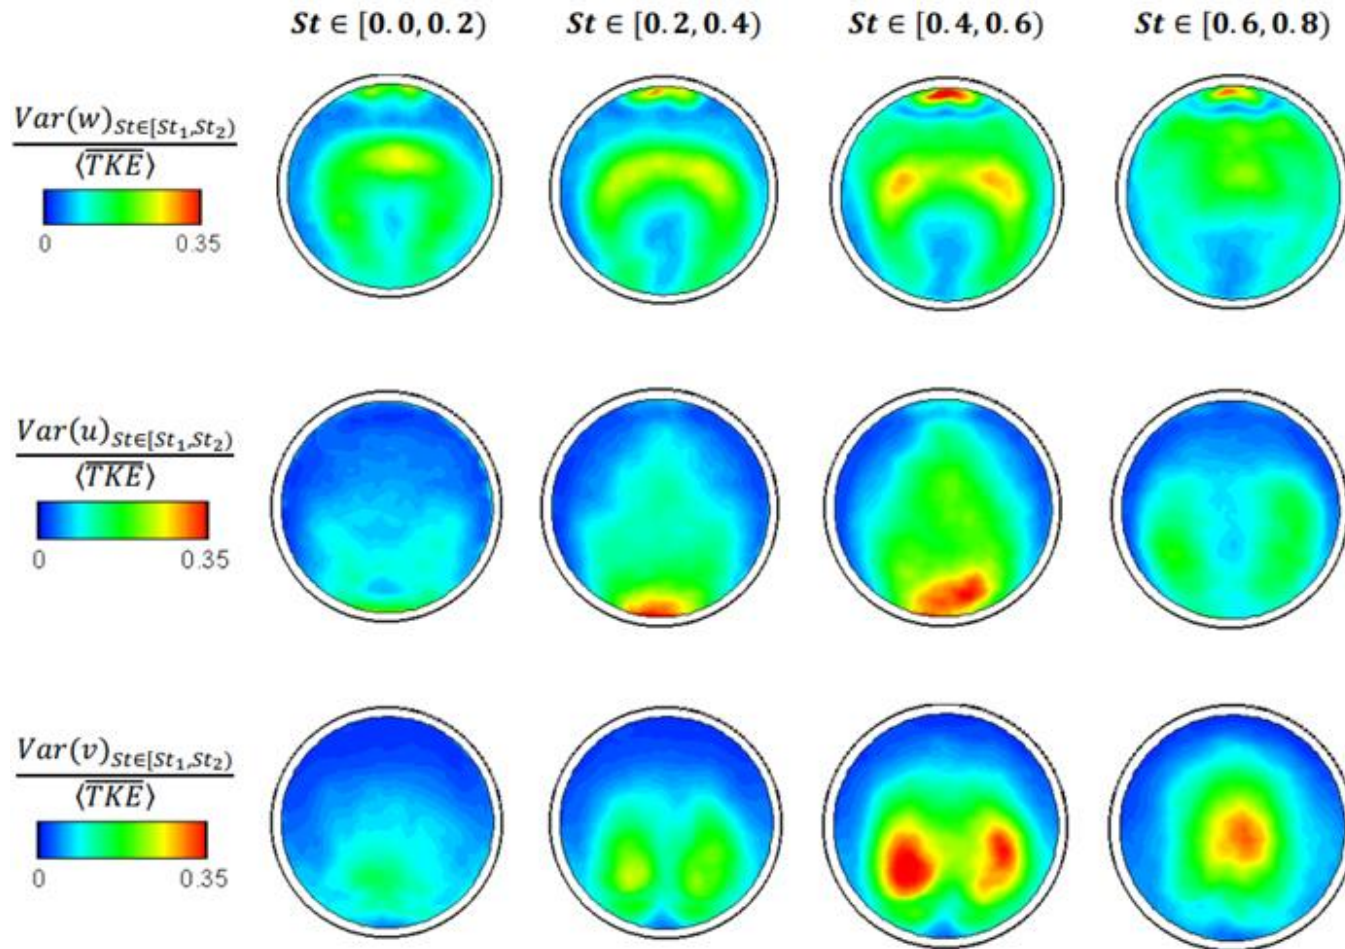 St ∈ [0.0, 0.2) St ∈ [0.2, 0.4) St ∈ [0.4, 0.6) St ∈ [0.6, 0.8)
Var(w)St∈[St₁,St₂)
⟨TKE̅⟩
0 0.35
Var(u)St∈[St₁,St₂)
⟨TKE̅⟩
0 0.35
Var(v)St∈[St₁,St₂)
⟨TKE̅⟩
0 0.35